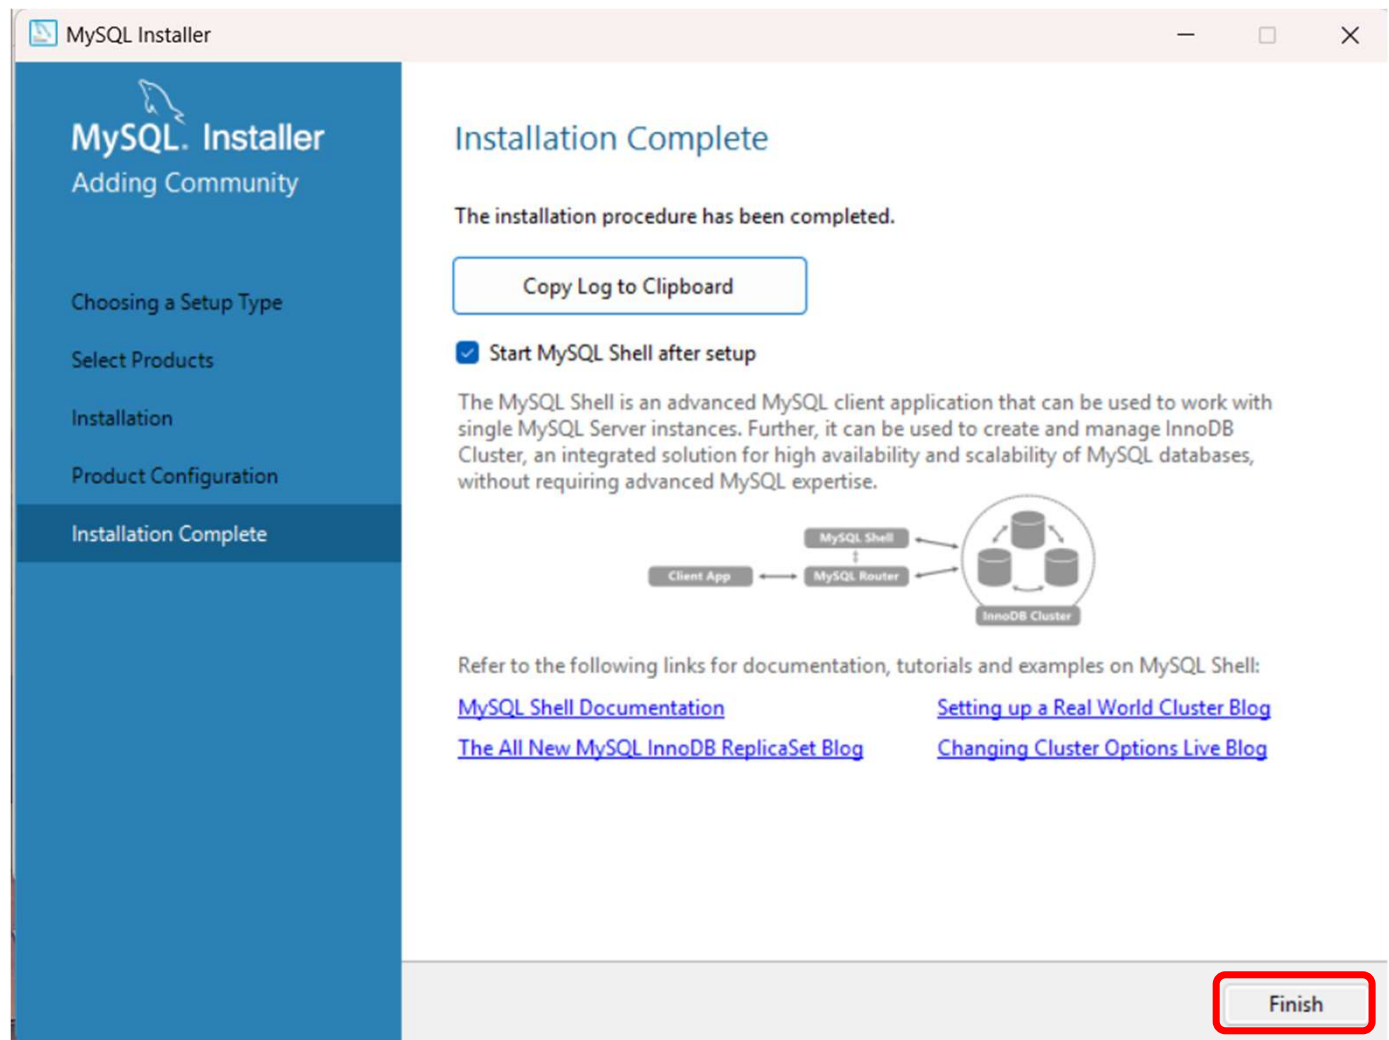 MySQL Installer
MySQL. Installer
Adding Community
Choosing a Setup Type
Select Products
Installation
Product Configuration
Installation Complete
Installation Complete
The installation procedure has been completed.
Copy Log to Clipboard
Start MySQL Shell after setup
The MySQL Shell is an advanced MySQL client application that can be used to work with
single MySQL Server instances. Further, it can be used to create and manage InnoDB
Cluster, an integrated solution for high availability and scalability of MySQL databases,
without requiring advanced MySQL expertise.
MySQL Shell
Client App
MySQL Router
InnoDB Cluster
Refer to the following links for documentation, tutorials and examples on MySQL Shell:
MySQL Shell Documentation
Setting up a Real World Cluster Blog
The All New MySQL InnoDB ReplicaSet Blog
Changing Cluster Options Live Blog
Finish